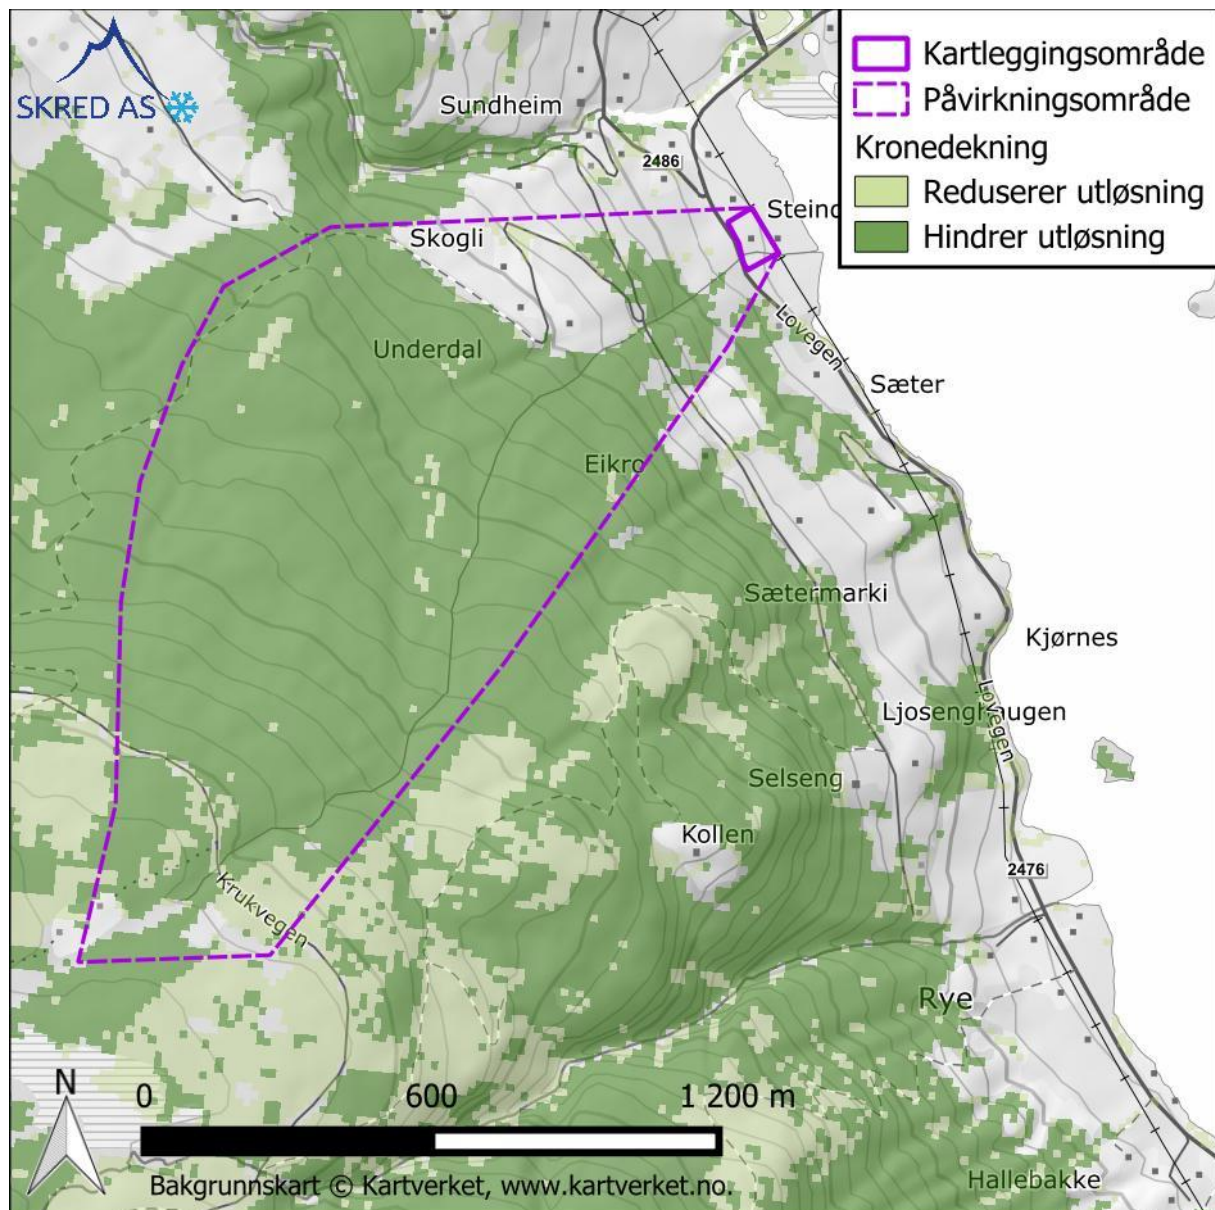 SKRED AS
Kartleggingsområde
Påvirkningsområde
Kronedekning
Reduserer utløsning
Hindrer utløsning
Sundheim
2486
Skogli
Underdal
Lovegen
Sæter
Eikro
Sætermarki
Kjørnes
Ljosenghaugen
Lovegen
Selseng
Kollen
2476
Krukvegen
Rye
N
0 600 1 200 m
Hallebakke
Bakgrunnskart © Kartverket, www.kartverket.no.